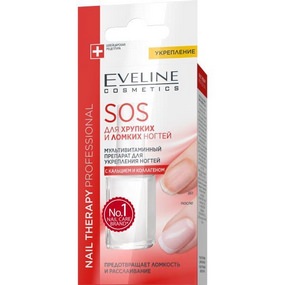 УКРЕПЛЕНИЕ
EVELINE
COSMETICS
SOS
ДЛЯ ХРУПКИХ
И ЛОМКИХ НОГТЕЙ
МУЛЬТИВИТАМИННЫЙ
ПРЕПАРАТ ДЛЯ
УКРЕПЛЕНИЯ НОГТЕЙ
С КАЛЬЦИЕМ И КОЛЛАГЕНОМ
No.1
NAIL CARE
BRAND
ПОСЛЕ
ПРЕДОТВРАЩАЕТ ЛОМКОСТЬ
И РАССЛАИВАНИЕ
NAIL THERAPY PROFESSIONAL